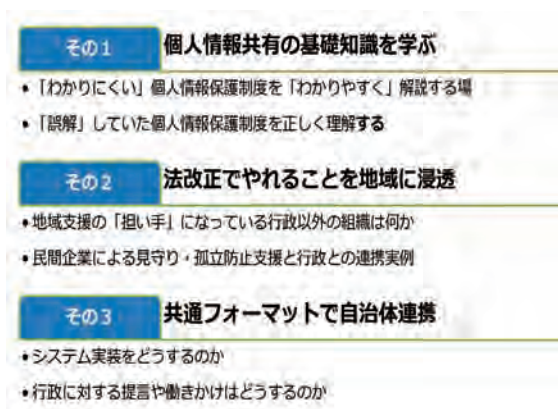 その1 個人情報共有の基礎知識を学ぶ
• 「わかりにくい」個人情報保護制度を「わかりやすく」解説する場
• 「誤解」していた個人情報保護制度を正しく理解する
その2 法改正でやれることを地域に浸透
• 地域支援の「担い手」になっている行政以外の組織は何か
• 民間企業による見守り・孤立防止支援と行政との連携実例
その3 共通フォーマットで自治体連携
• システム実装をどうするのか
• 行政に対する提言や働きかけはどうするのか